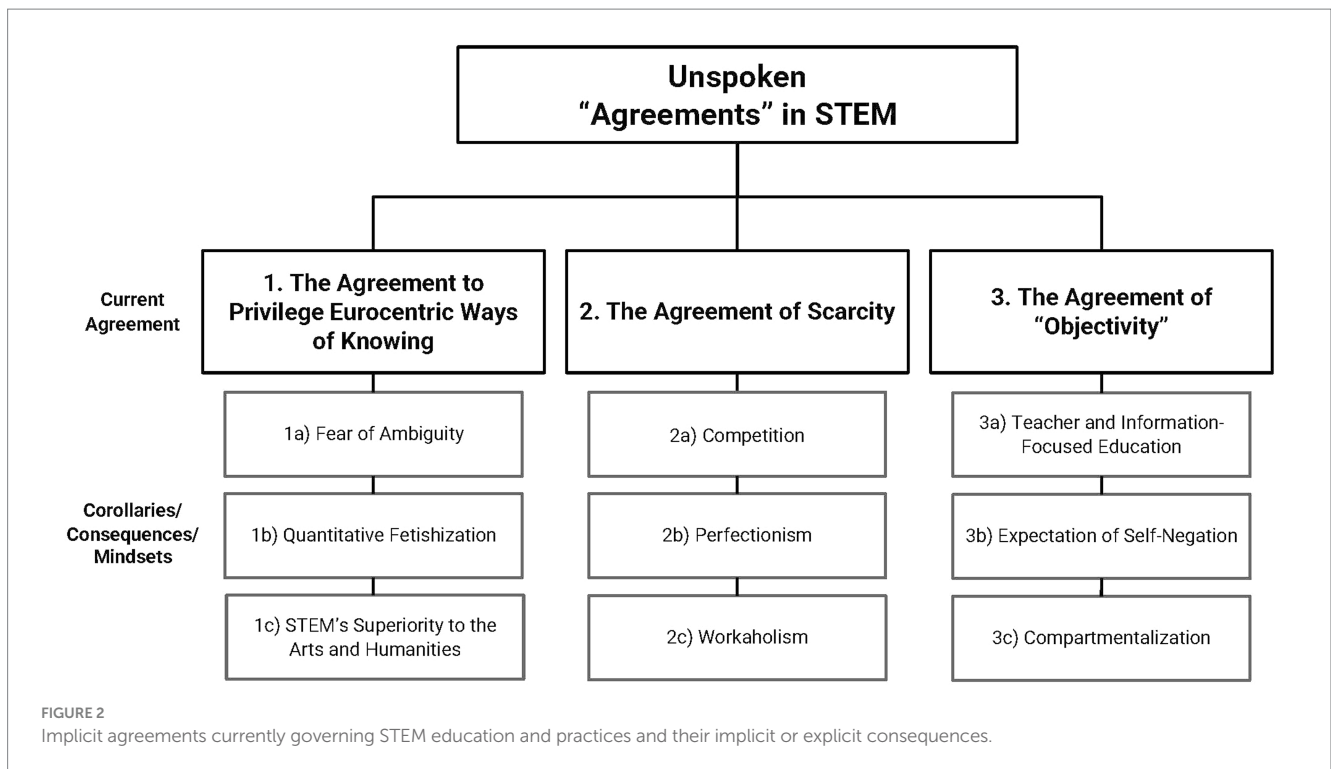 Unspoken
“Agreements” in STEM
Current
Agreement
1. The Agreement to
Privilege Eurocentric Ways
of Knowing
2. The Agreement of Scarcity
3. The Agreement of
“Objectivity”
Corollaries/
Consequences/
Mindsets
1a) Fear of Ambiguity
2a) Competition
3a) Teacher and Information-
Focused Education
1b) Quantitative Fetishization
2b) Perfectionism
3b) Expectation of Self-Negation
1c) STEM’s Superiority to the
Arts and Humanities
2c) Workaholism
3c) Compartmentalization
FIGURE 2
Implicit agreements currently governing STEM education and practices and their implicit or explicit consequences.